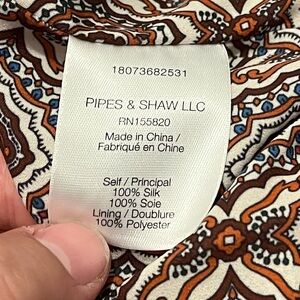 18073682531
PIPES & SHAW LLC
RN155820
Made in China /
Fabriqué en Chine
Self / Principal
100% Silk
100% Soie
Lining / Doublure
100% Polyester